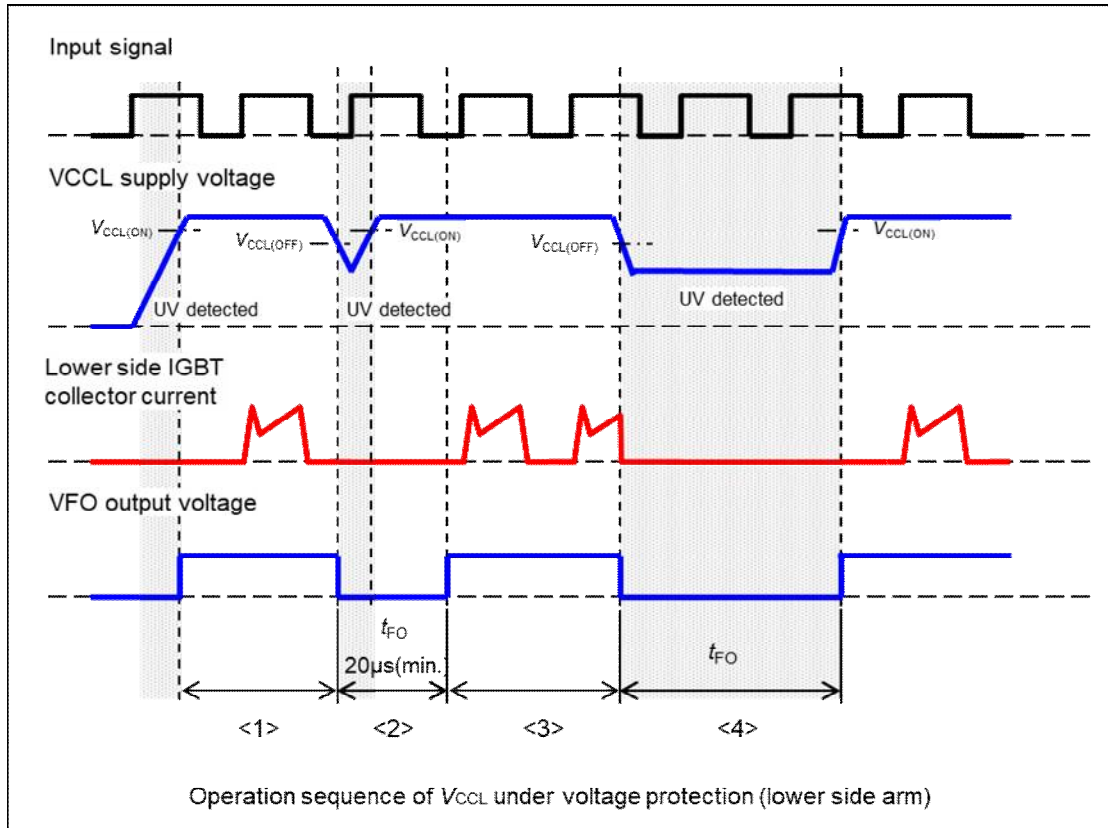 Input signal
VCCL supply voltage
VCCL(ON)
VCCL(OFF)
VCCL(ON)
VCCL(OFF)
VCCL(ON)
UV detected
UV detected
UV detected
Lower side IGBT
collector current
VFO output voltage
tFO
20µs(min.)
tFO
<1>
<2>
<3>
<4>
Operation sequence of VCCL under voltage protection (lower side arm)